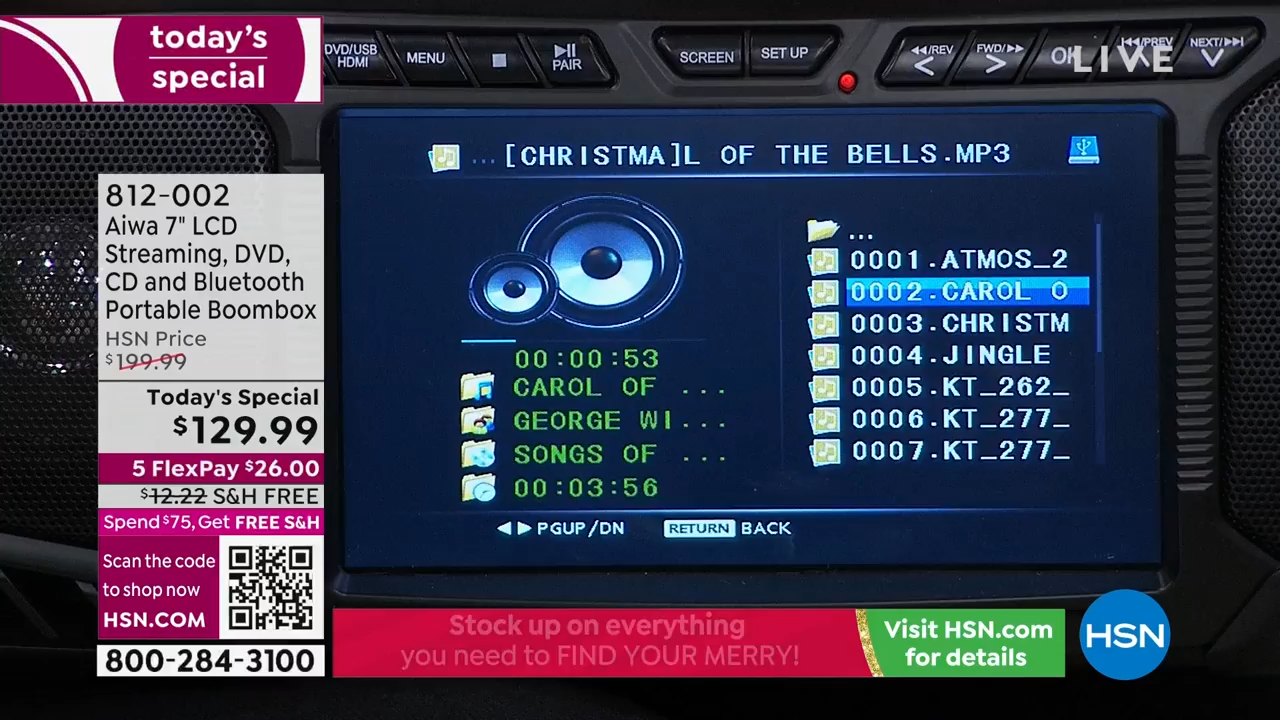 today's
special
812-002
Aiwa 7" LCD
Streaming, DVD,
CD and Bluetooth
Portable Boombox
HSN Price
$199.99
Today's Special
$129.99
5 FlexPay $26.00
$12.22 S&H FREE
Spend $75, Get FREE S&H
Scan the code
to shop now
HSN.COM
800-284-3100
DVD/USB
HDMI
MENU
PAIR
SCREEN
SET UP
◀◀/REV
FWD/▶▶
OK
|◀◀/PREV
NEXT/▶▶|
LIVE
... [CHRISTMA]L OF THE BELLS.MP3
...
0001.ATMOS_2
0002.CAROL O
0003.CHRISTM
0004.JINGLE
0005.KT_262_
0006.KT_277_
0007.KT_277_
00:00:53
CAROL OF ...
GEORGE WI...
SONGS OF ...
00:03:56
◀▶ PGUP/DN RETURN BACK
Stock up on everything
you need to FIND YOUR MERRY!
Visit HSN.com
for details
HSN